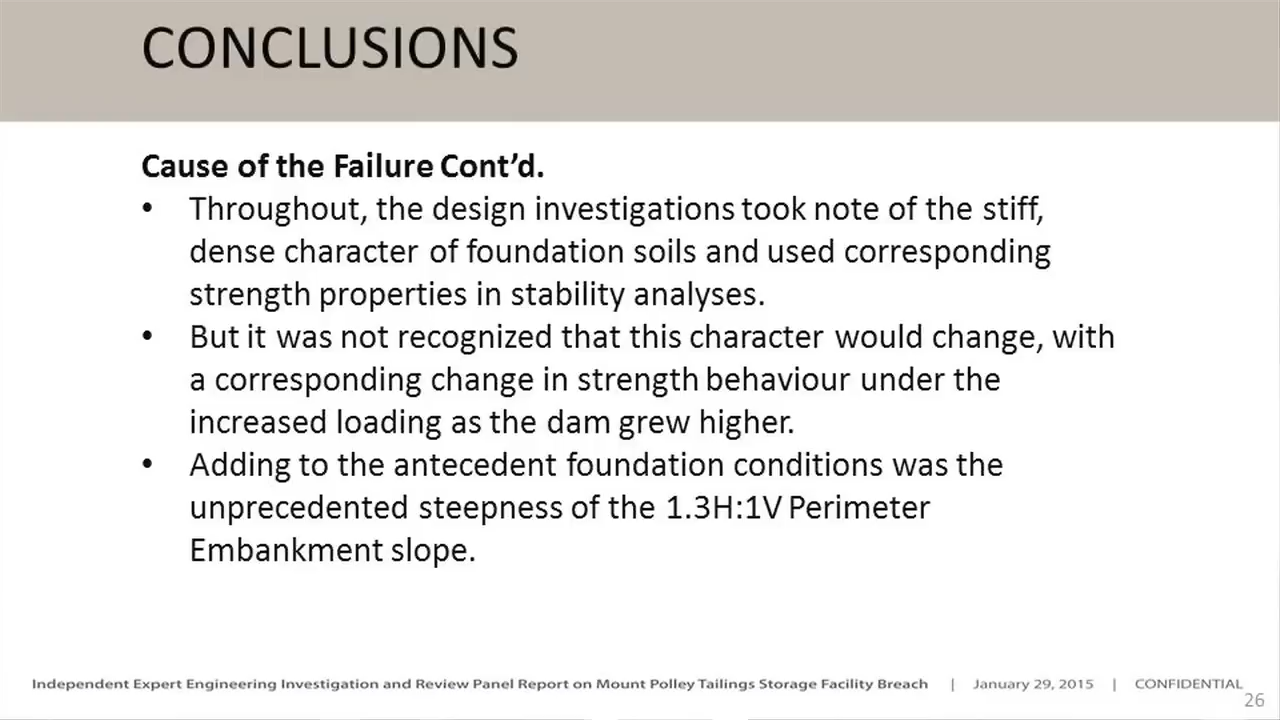 CONCLUSIONS
Cause of the Failure Cont’d.
• Throughout, the design investigations took note of the stiff,
dense character of foundation soils and used corresponding
strength properties in stability analyses.
• But it was not recognized that this character would change, with
a corresponding change in strength behaviour under the
increased loading as the dam grew higher.
• Adding to the antecedent foundation conditions was the
unprecedented steepness of the 1.3H:1V Perimeter
Embankment slope.
Independent Expert Engineering Investigation and Review Panel Report on Mount Polley Tailings Storage Facility Breach | January 29, 2015 | CONFIDENTIAL
26